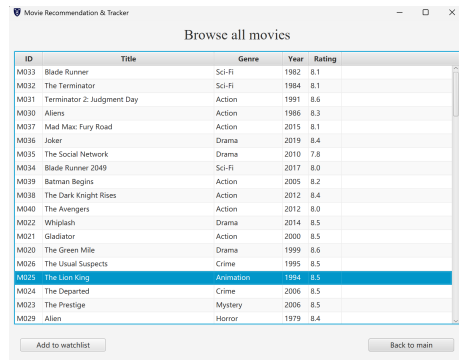 Movie Recommendation & Tracker
Browse all movies
ID Title Genre Year Rating
M033 Blade Runner Sci-Fi 1982 8.1
M032 The Terminator Sci-Fi 1984 8.1
M031 Terminator 2: Judgment Day Action 1991 8.6
M030 Aliens Action 1986 8.3
M037 Mad Max: Fury Road Action 2015 8.1
M036 Joker Drama 2019 8.4
M035 The Social Network Drama 2010 7.8
M034 Blade Runner 2049 Sci-Fi 2017 8.0
M039 Batman Begins Action 2005 8.2
M038 The Dark Knight Rises Action 2012 8.4
M040 The Avengers Action 2012 8.0
M022 Whiplash Drama 2014 8.5
M021 Gladiator Action 2000 8.5
M020 The Green Mile Drama 1999 8.6
M026 The Usual Suspects Crime 1995 8.5
M025 The Lion King Animation 1994 8.5
M024 The Departed Crime 2006 8.5
M023 The Prestige Mystery 2006 8.5
M029 Alien Horror 1979 8.4
Add to watchlist Back to main